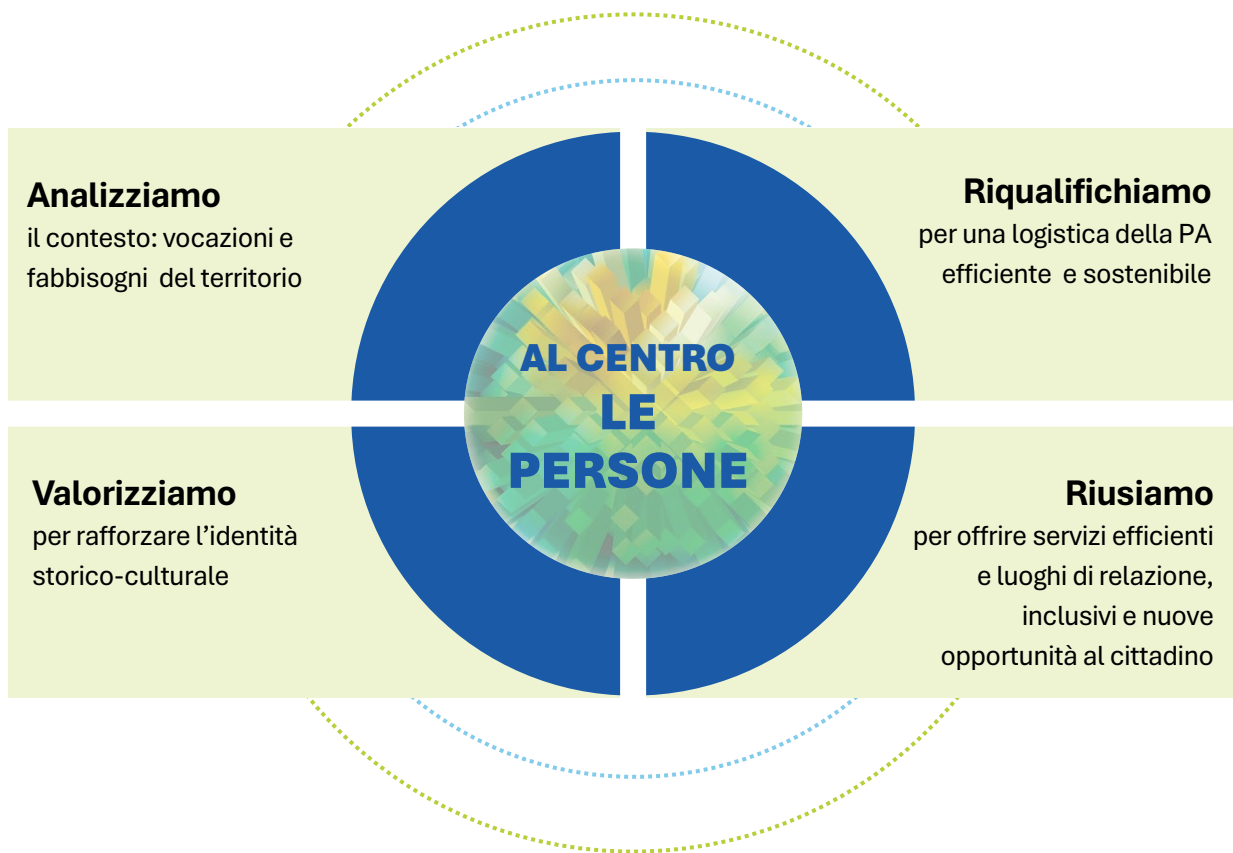 Analizziamo
il contesto: vocazioni e
fabbisogni  del territorio
Riqualifichiamo
per una logistica della PA
efficiente  e sostenibile
AL CENTRO
LE
PERSONE
Valorizziamo
per rafforzare l’identità
storico-culturale
Riusiamo
per offrire servizi efficienti
e luoghi di relazione,
inclusivi e nuove
opportunità al cittadino